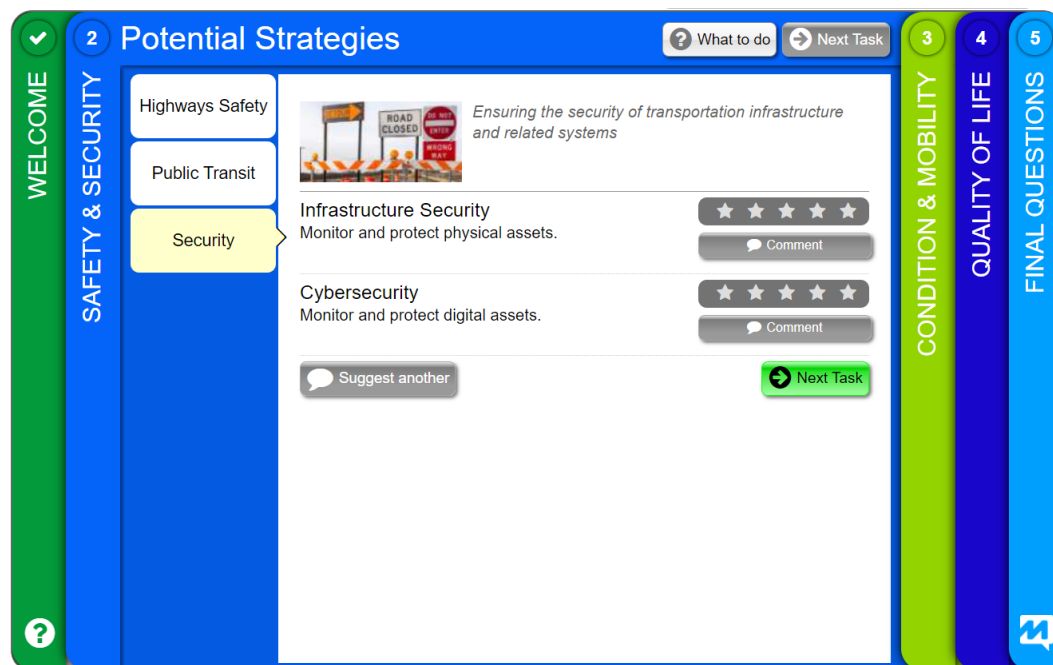 WELCOME
2
SAFETY & SECURITY
Potential Strategies
? What to do
Next Task
Highways Safety
Public Transit
Security
ROAD
CLOSED
DO NOT
ENTER
WRONG
WAY
Ensuring the security of transportation infrastructure
and related systems
Infrastructure Security
Monitor and protect physical assets.
Comment
Cybersecurity
Monitor and protect digital assets.
Comment
Suggest another
Next Task
3
CONDITION & MOBILITY
4
QUALITY OF LIFE
5
FINAL QUESTIONS
?